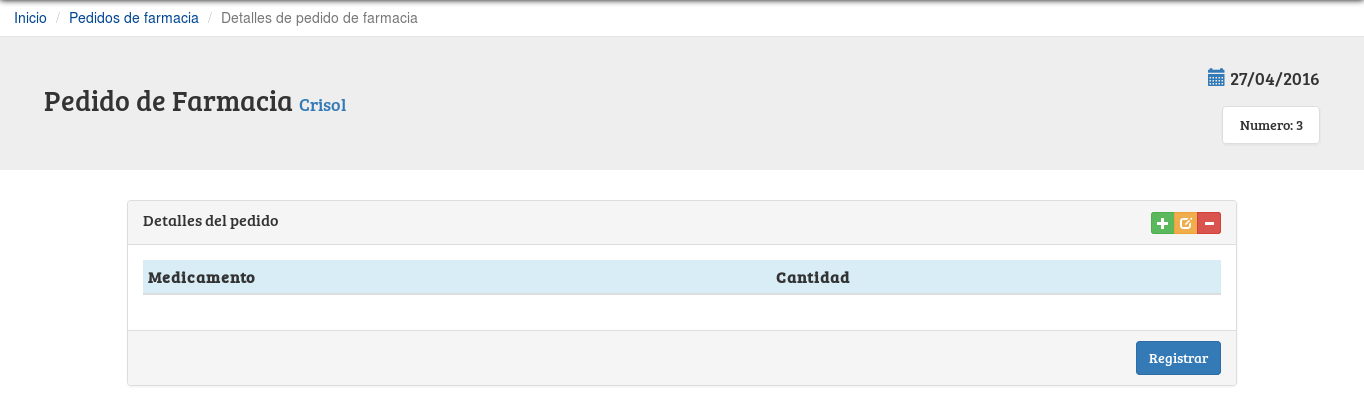 Inicio / Pedidos de farmacia / Detalles de pedido de farmacia
27/04/2016
Pedido de Farmacia Crisol
Numero: 3
Detalles del pedido
Medicamento Cantidad
Registrar